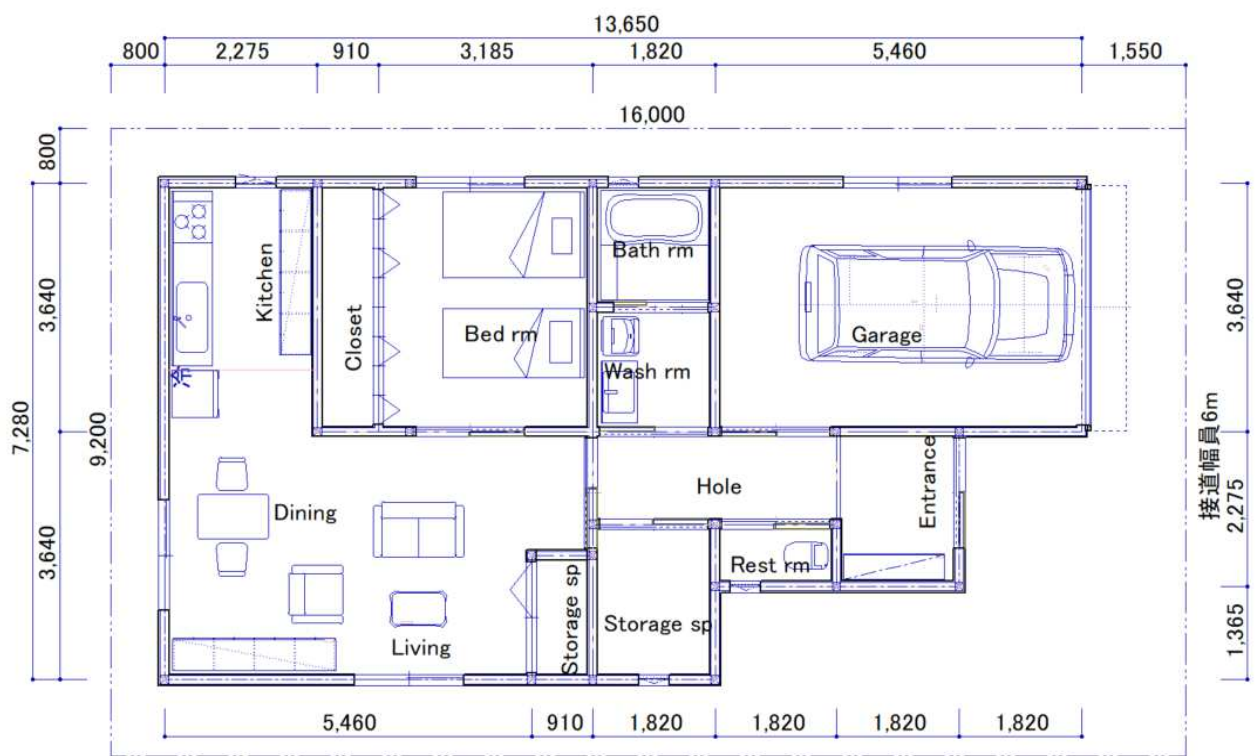 13,650
800 2,275 910 3,185 1,820 5,460 1,550
16,000
800
3,640
3,640
7,280
9,200
Kitchen
冷
Closet
Bed rm
Bath rm
Wash rm
Garage
Dining
Living
Storage sp
Storage sp
Hole
Rest rm
Entrance
3,640
2,275
1,365
接道幅員6m
5,460 910 1,820 1,820 1,820 1,820